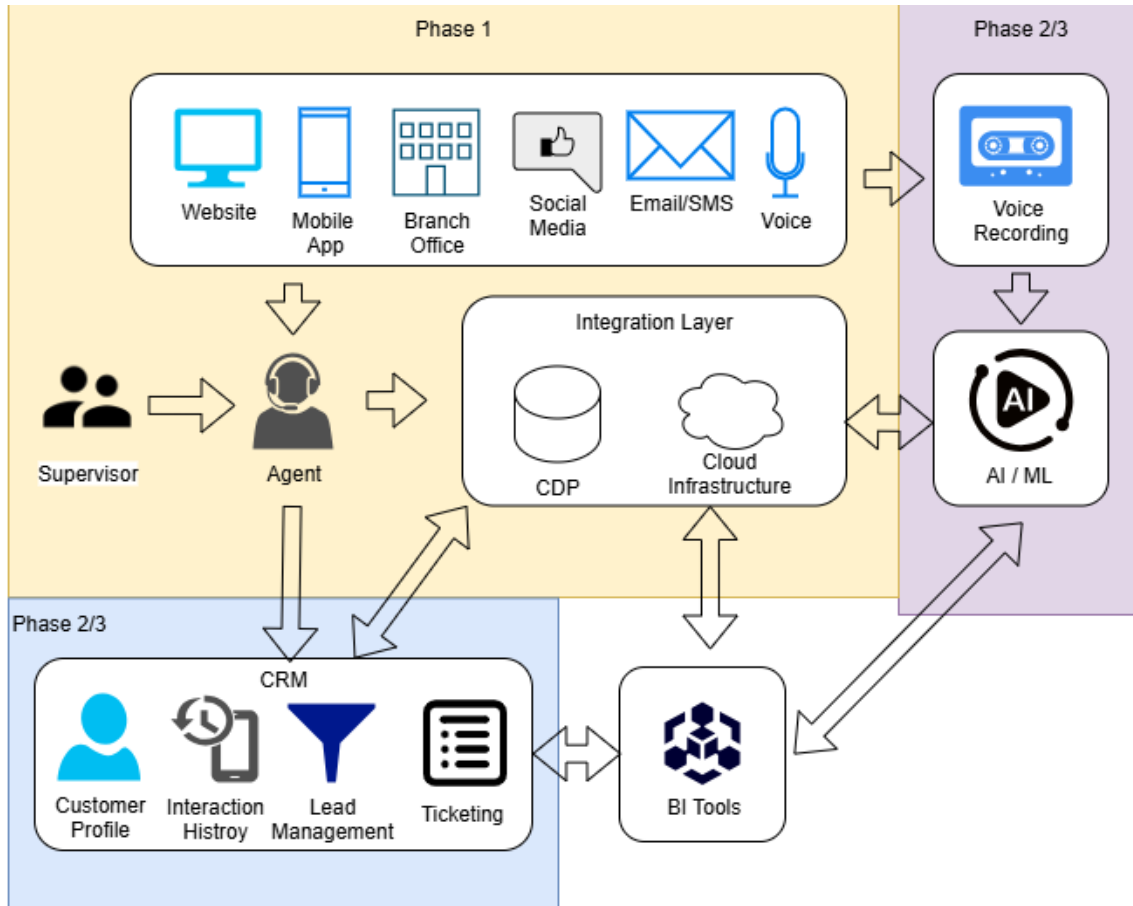 Phase 1
Phase 2/3
Website
Mobile
App
Branch
Office
Social
Media
Email/SMS
Voice
Voice
Recording
Integration Layer
CDP
Cloud
Infrastructure
AI
AI / ML
Supervisor
Agent
Phase 2/3
CRM
Customer
Profile
Interaction
Histroy
Lead
Management
Ticketing
BI Tools